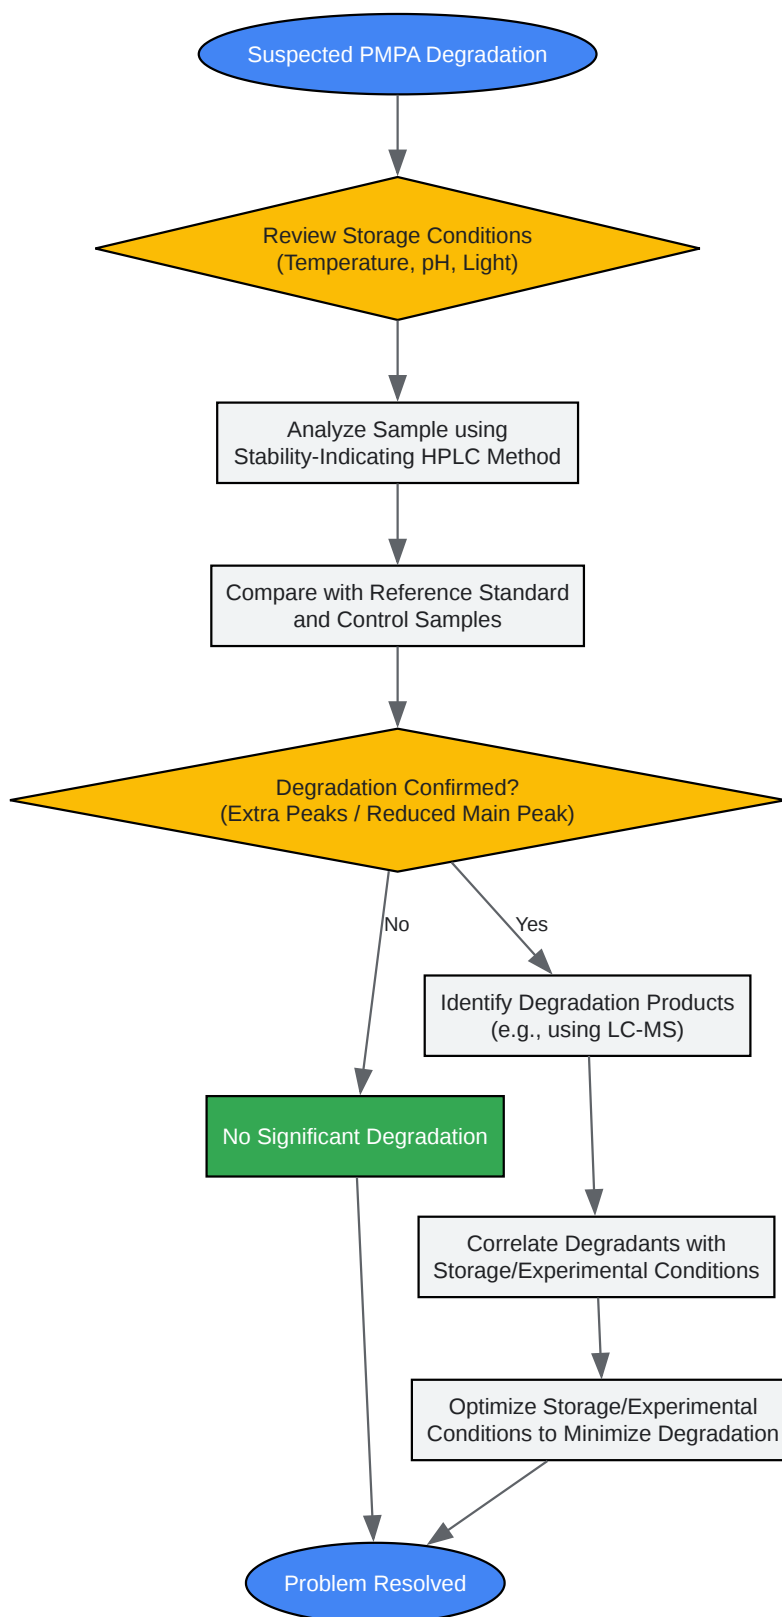 Suspected PMPA Degradation
Review Storage Conditions
(Temperature, pH, Light)
Analyze Sample using
Stability-Indicating HPLC Method
Compare with Reference Standard
and Control Samples
Degradation Confirmed?
(Extra Peaks / Reduced Main Peak)
No
Yes
Identify Degradation Products
(e.g., using LC-MS)
No Significant Degradation
Correlate Degradants with
Storage/Experimental Conditions
Optimize Storage/Experimental
Conditions to Minimize Degradation
Problem Resolved